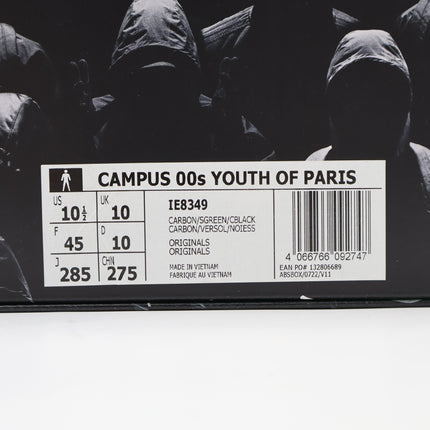 CAMPUS 00s YOUTH OF PARIS
US 10½
UK 10
F 45
D 10
J 285
CHN 275
IE8349
CARBON/SGREEN/CBLACK
CARBON/VERSOL/NOIESS
ORIGINALS
ORIGINALS
MADE IN VIETNAM
FABRIQUE AU VIETNAM
4 066766 092747
EAN PO# 132806689
ABSBOX/0722/V11